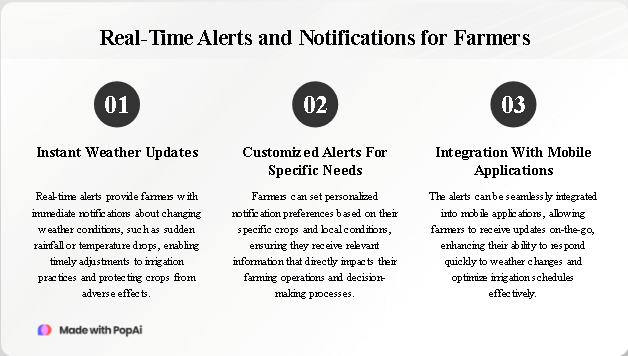 Real-Time Alerts and Notifications for Farmers
01
Instant Weather Updates
Real-time alerts provide farmers with
immediate notifications about changing
weather conditions, such as sudden
rainfall or temperature drops, enabling
timely adjustments to irrigation
practices and protecting crops from
adverse effects.
02
Customized Alerts For
Specific Needs
Farmers can set personalized
notification preferences based on their
specific crops and local conditions,
ensuring they receive relevant
information that directly impacts their
farming operations and decision-
making processes.
03
Integration With Mobile
Applications
The alerts can be seamlessly integrated
into mobile applications, allowing
farmers to receive updates on-the-go,
enhancing their ability to respond
quickly to weather changes and
optimize irrigation schedules
effectively.
Made with PopAi